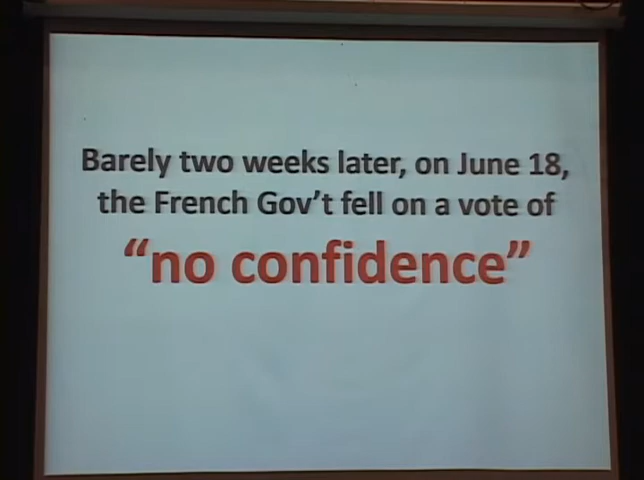 Barely two weeks later, on June 18,
the French Gov't fell on a vote of
“no confidence”